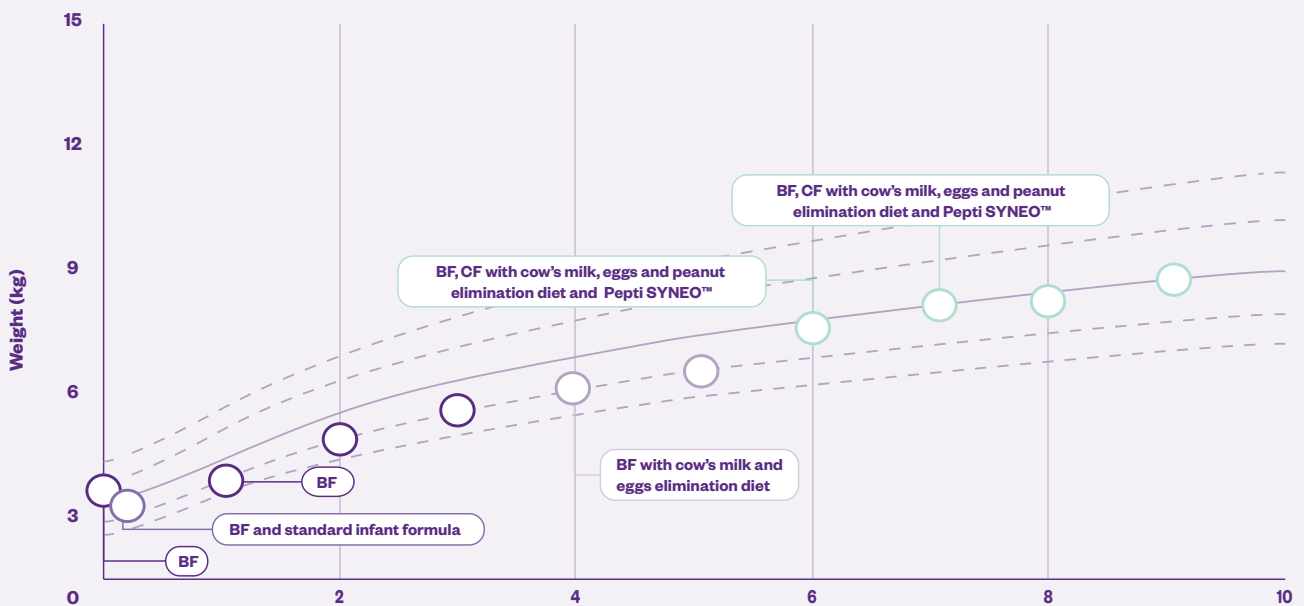 15
12
9
6
3
0
Weight (kg)
BF, CF with cow's milk, eggs and peanut
elimination diet and Pepti SYNEO™
BF, CF with cow's milk, eggs and peanut
elimination diet and Pepti SYNEO™
BF with cow's milk and
eggs elimination diet
BF
BF and standard infant formula
BF
2
4
6
8
10